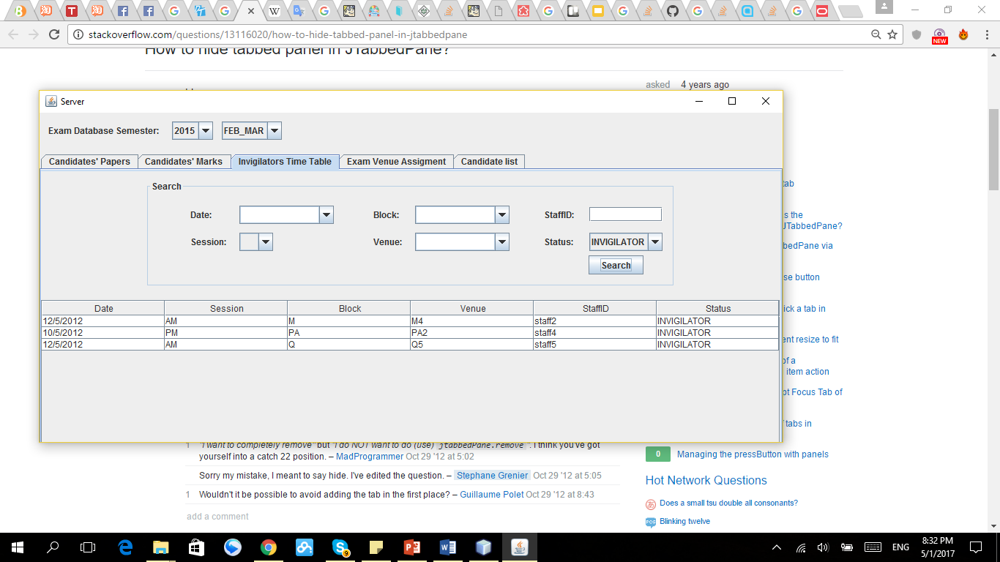 stackoverflow.com/questions/13116020/how-to-hide-tabbed-panel-in-jtabbedpane
NEW
How to hide tabbed panel in JTabbedPane?
asked 4 years ago
Server
Exam Database Semester: 2015 FEB_MAR
Candidates' Papers Candidates' Marks Invigilators Time Table Exam Venue Assigment Candidate list
Search
Date: Block: StaffID:
Session: Venue: Status: INVIGILATOR
Search
Date Session Block Venue StaffID Status
12/5/2012 AM M M4 staff2 INVIGILATOR
10/5/2012 PM PA PA2 staff4 INVIGILATOR
12/5/2012 AM Q Q5 staff5 INVIGILATOR
tab
s the
JTabbedPane?
bedPane via
se button
ick a tab in
ent resize to fit
of a
item action
ot Focus Tab of
tabs in
1 "I want to completely remove" but "I do NOT want to do (use) jtabbedPane.remove". I think you've got
yourself into a catch 22 position. – MadProgrammer Oct 29 '12 at 5:02
Sorry my mistake, I meant to say hide. I've edited the question. – Stephane Grenier Oct 29 '12 at 5:05
1 Wouldn't it be possible to avoid adding the tab in the first place? – Guillaume Polet Oct 29 '12 at 8:43
add a comment
0 Managing the pressButton with panels
Hot Network Questions
Does a small tsu double all consonants?
Blinking twelve
9
ENG
8:32 PM
5/1/2017